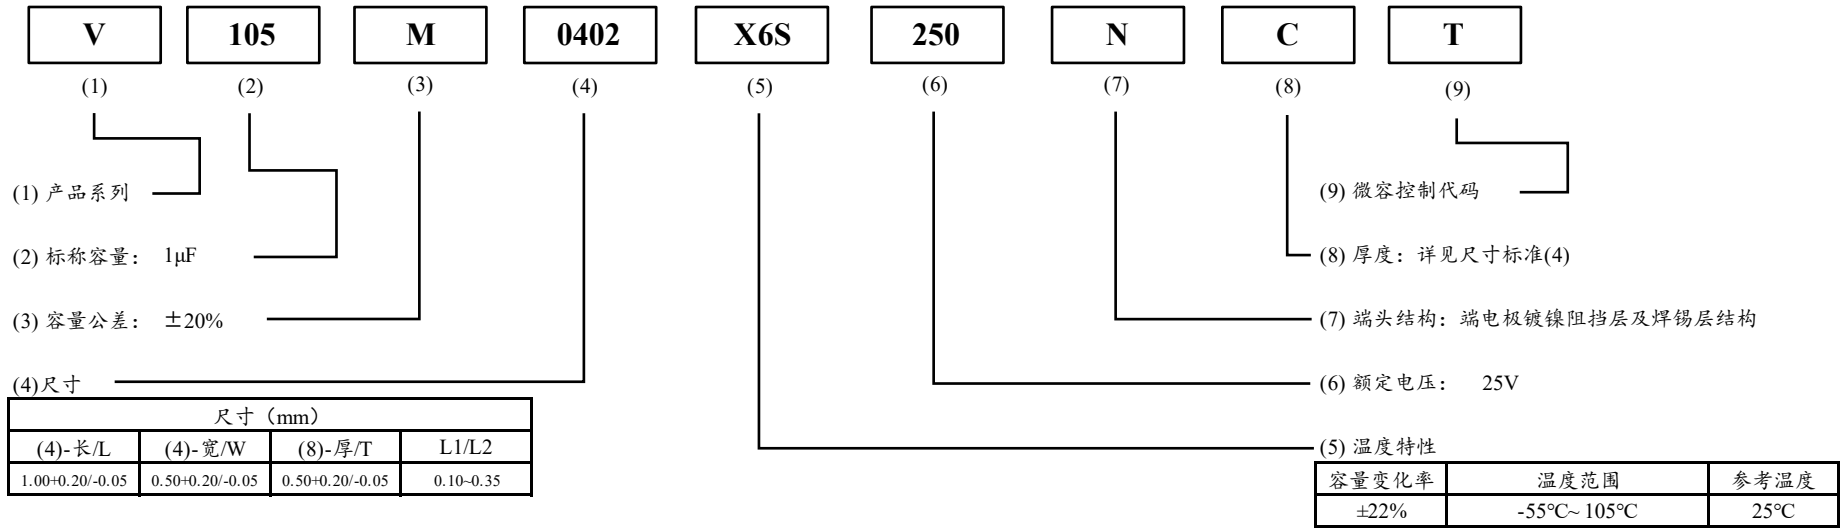 V 105 M 0402 X6S 250 N C T
(1) (2) (3) (4) (5) (6) (7) (8) (9)
(1) 产品系列
(9) 微容控制代码
(2) 标称容量： 1μF
(8) 厚度：详见尺寸标准(4)
(3) 容量公差： ±20%
(7) 端头结构：端电极镀镍阻挡层及焊锡层结构
(4)尺寸
(6) 额定电压： 25V
尺寸（mm）
(4)-长/L (4)-宽/W (8)-厚/T L1/L2
1.00+0.20/-0.05 0.50+0.20/-0.05 0.50+0.20/-0.05 0.10~0.35
(5) 温度特性
容量变化率 温度范围 参考温度
±22% -55℃~ 105℃ 25℃